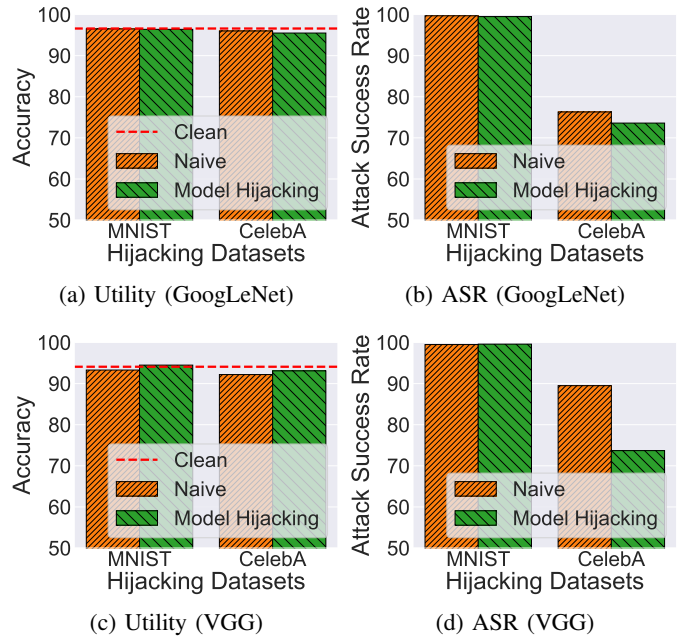 100
90
80
70
60
50
Accuracy
Clean
Naive
Model Hijacking
MNIST
CelebA
Hijacking Datasets
(a) Utility (GoogLeNet)
100
90
80
70
60
50
Attack Success Rate
Naive
Model Hijacking
MNIST
CelebA
Hijacking Datasets
(b) ASR (GoogLeNet)
100
90
80
70
60
50
Accuracy
Clean
Naive
Model Hijacking
MNIST
CelebA
Hijacking Datasets
(c) Utility (VGG)
100
90
80
70
60
50
Attack Success Rate
Naive
Model Hijacking
MNIST
CelebA
Hijacking Datasets
(d) ASR (VGG)